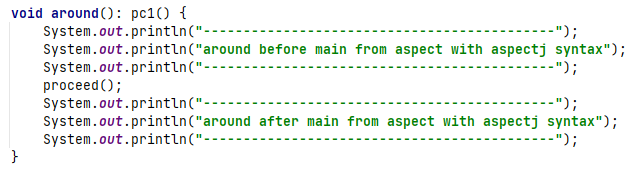 void around(): pc1() {
    System.out.println("--------------------------------------------");
    System.out.println("around before main from aspect with aspectj syntax");
    System.out.println("--------------------------------------------");
    proceed();
    System.out.println("--------------------------------------------");
    System.out.println("around after main from aspect with aspectj syntax");
    System.out.println("--------------------------------------------");
}